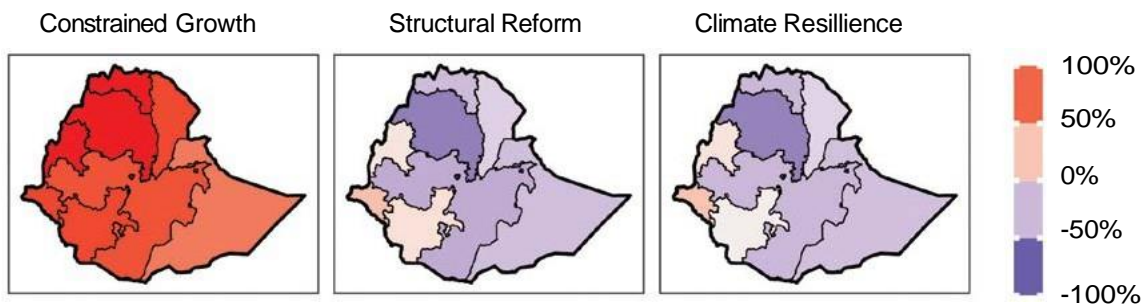 Constrained Growth
Structural Reform
Climate Resillience
100%
50%
0%
-50%
-100%